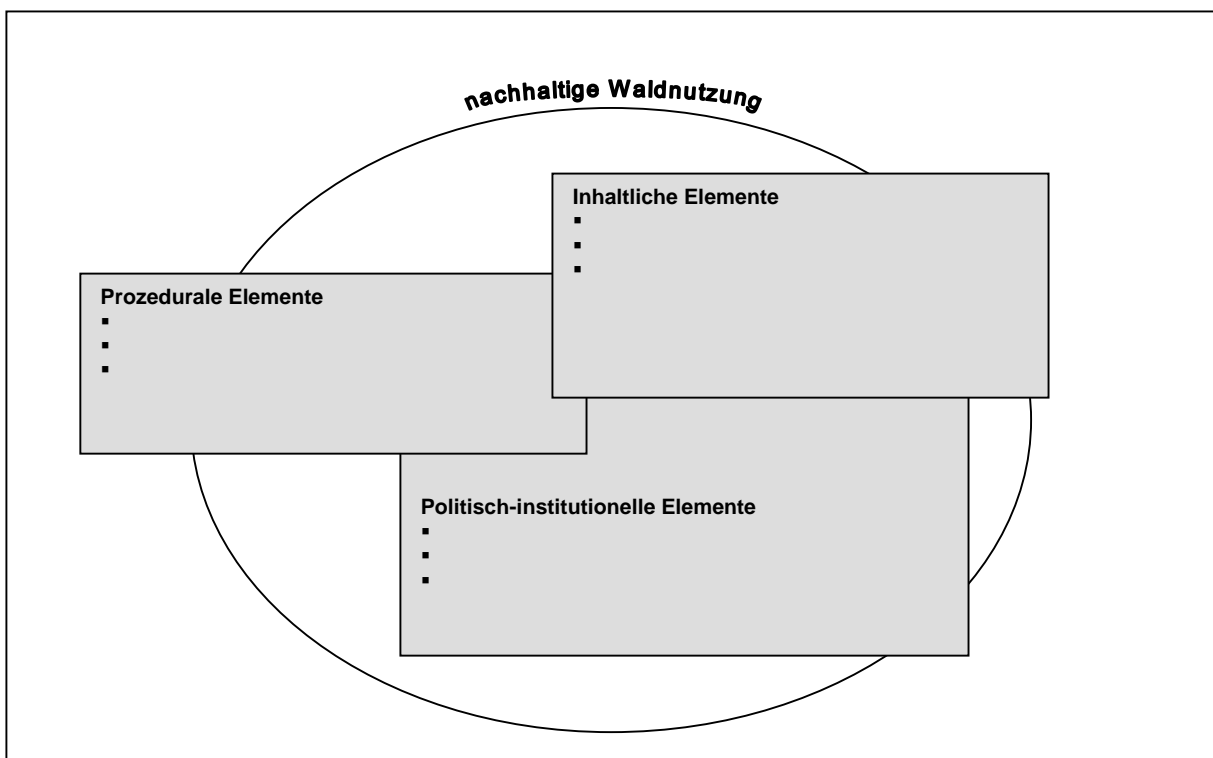 nachhaltige Waldnutzung
Inhaltliche Elemente
▪
▪
▪
Prozedurale Elemente
▪
▪
▪
Politisch-institutionelle Elemente
▪
▪
▪